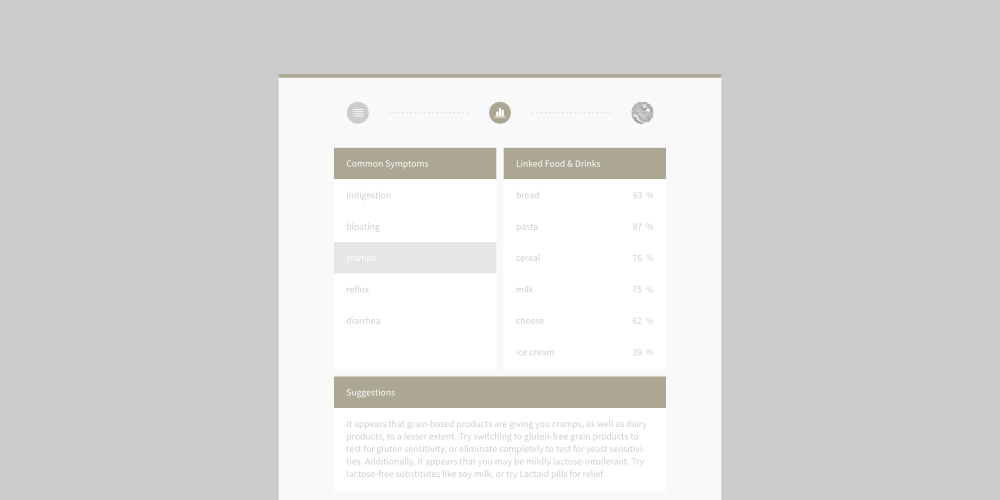 Common Symptoms
indigestion
bloating
cramps
reflux
diarrhea
Linked Food & Drinks
bread 93 %
pasta 87 %
cereal 76 %
milk 75 %
cheese 62 %
ice cream 39 %
Suggestions
It appears that grain-based products are giving you cramps, as well as dairy
products, to a lesser extent. Try switching to gluten-free grain products to
test for gluten sensitivity, or eliminate completely to test for yeast sensitivi-
ties. Additionally, it appears that you may be mildly lactose-intollerant. Try
lactose-free substitutes like soy milk, or try Lactaid pills for relief.